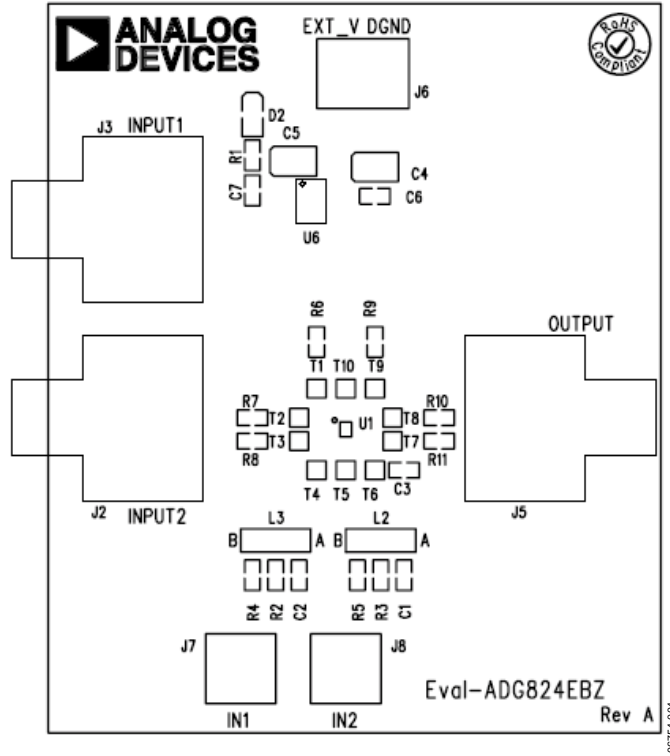 ANALOG
DEVICES
EXT_V DGND
RoHS
Compliant
J6
D2
J3 INPUT1
C5
R1
C4
C7
C6
U6
R6 R9
OUTPUT
T1 T10 T9
R7 T2 T8 R10
U1
R8 T3 T7 R11
C3
T4 T5 T6
J2 INPUT2
J5
L3 L2
B A B A
R4 R2 C2 R5 R3 C1
J7 J8
Eval-ADG824EBZ
IN1 IN2
Rev A